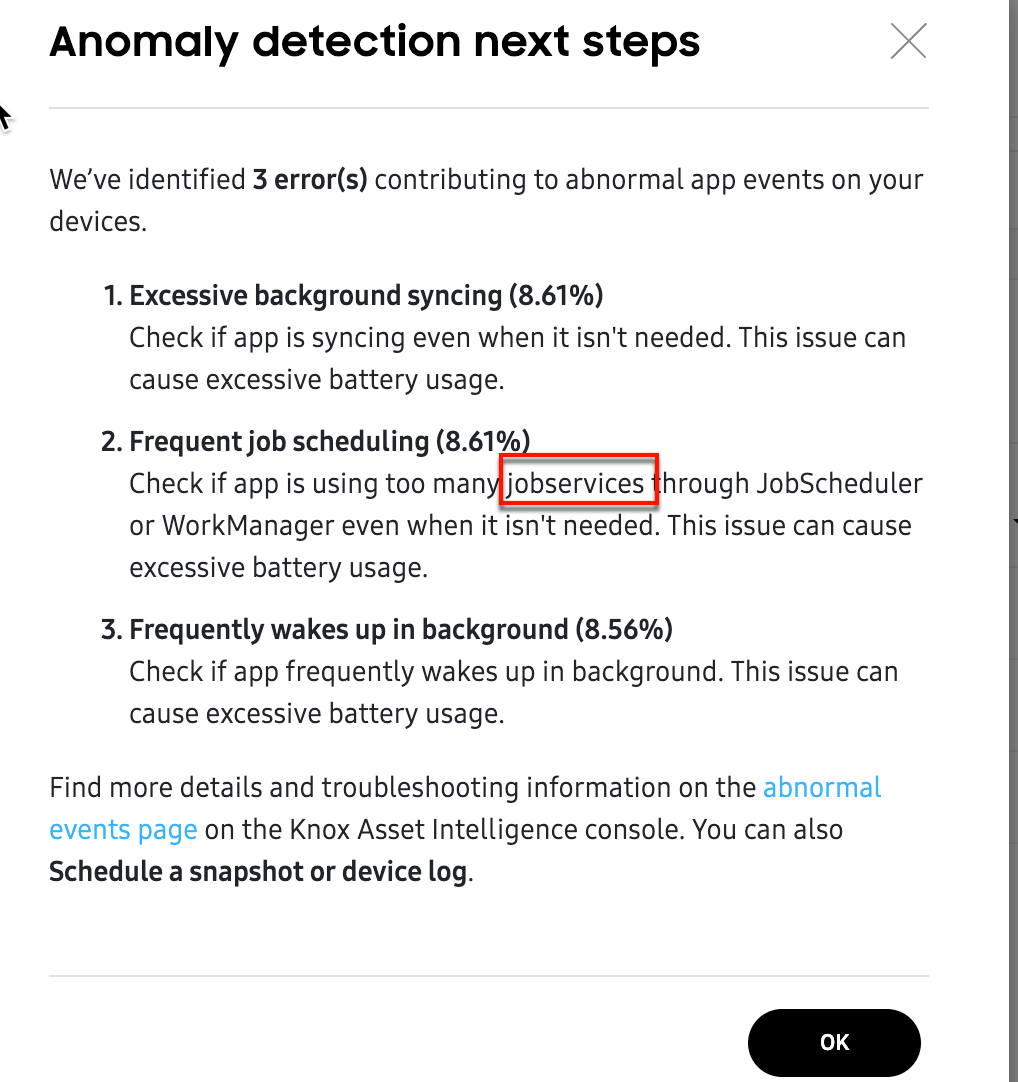 Anomaly detection next steps
We’ve identified 3 error(s) contributing to abnormal app events on your
devices.
1. Excessive background syncing (8.61%)
Check if app is syncing even when it isn't needed. This issue can
cause excessive battery usage.
2. Frequent job scheduling (8.61%)
Check if app is using too many jobservices through JobScheduler
or WorkManager even when it isn't needed. This issue can cause
excessive battery usage.
3. Frequently wakes up in background (8.56%)
Check if app frequently wakes up in background. This issue can
cause excessive battery usage.
Find more details and troubleshooting information on the abnormal
events page on the Knox Asset Intelligence console. You can also
Schedule a snapshot or device log.
OK